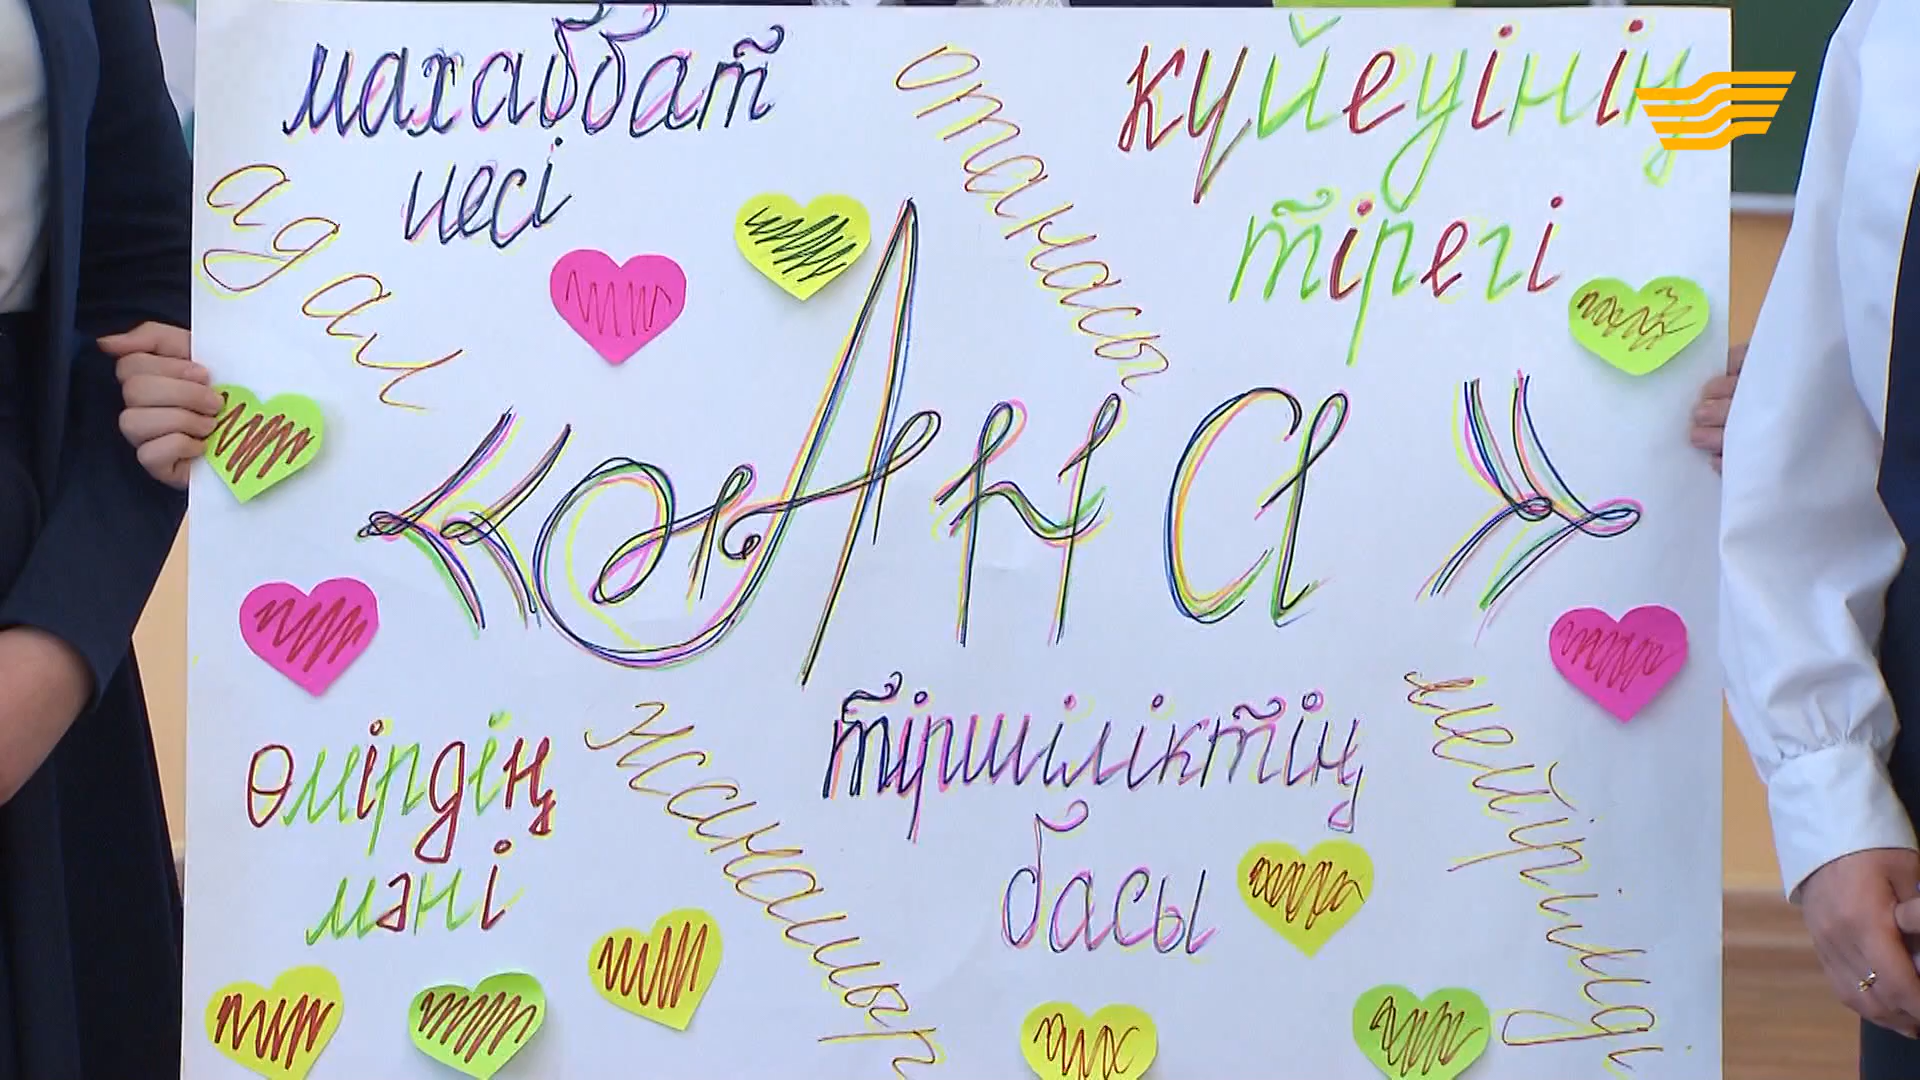 махаббат
иесі
адал
отанасы
күйеуінің
тірегі
«Ана»
өмірдің
мәні
жанашыр
тіршіліктің
басы
мейірімді